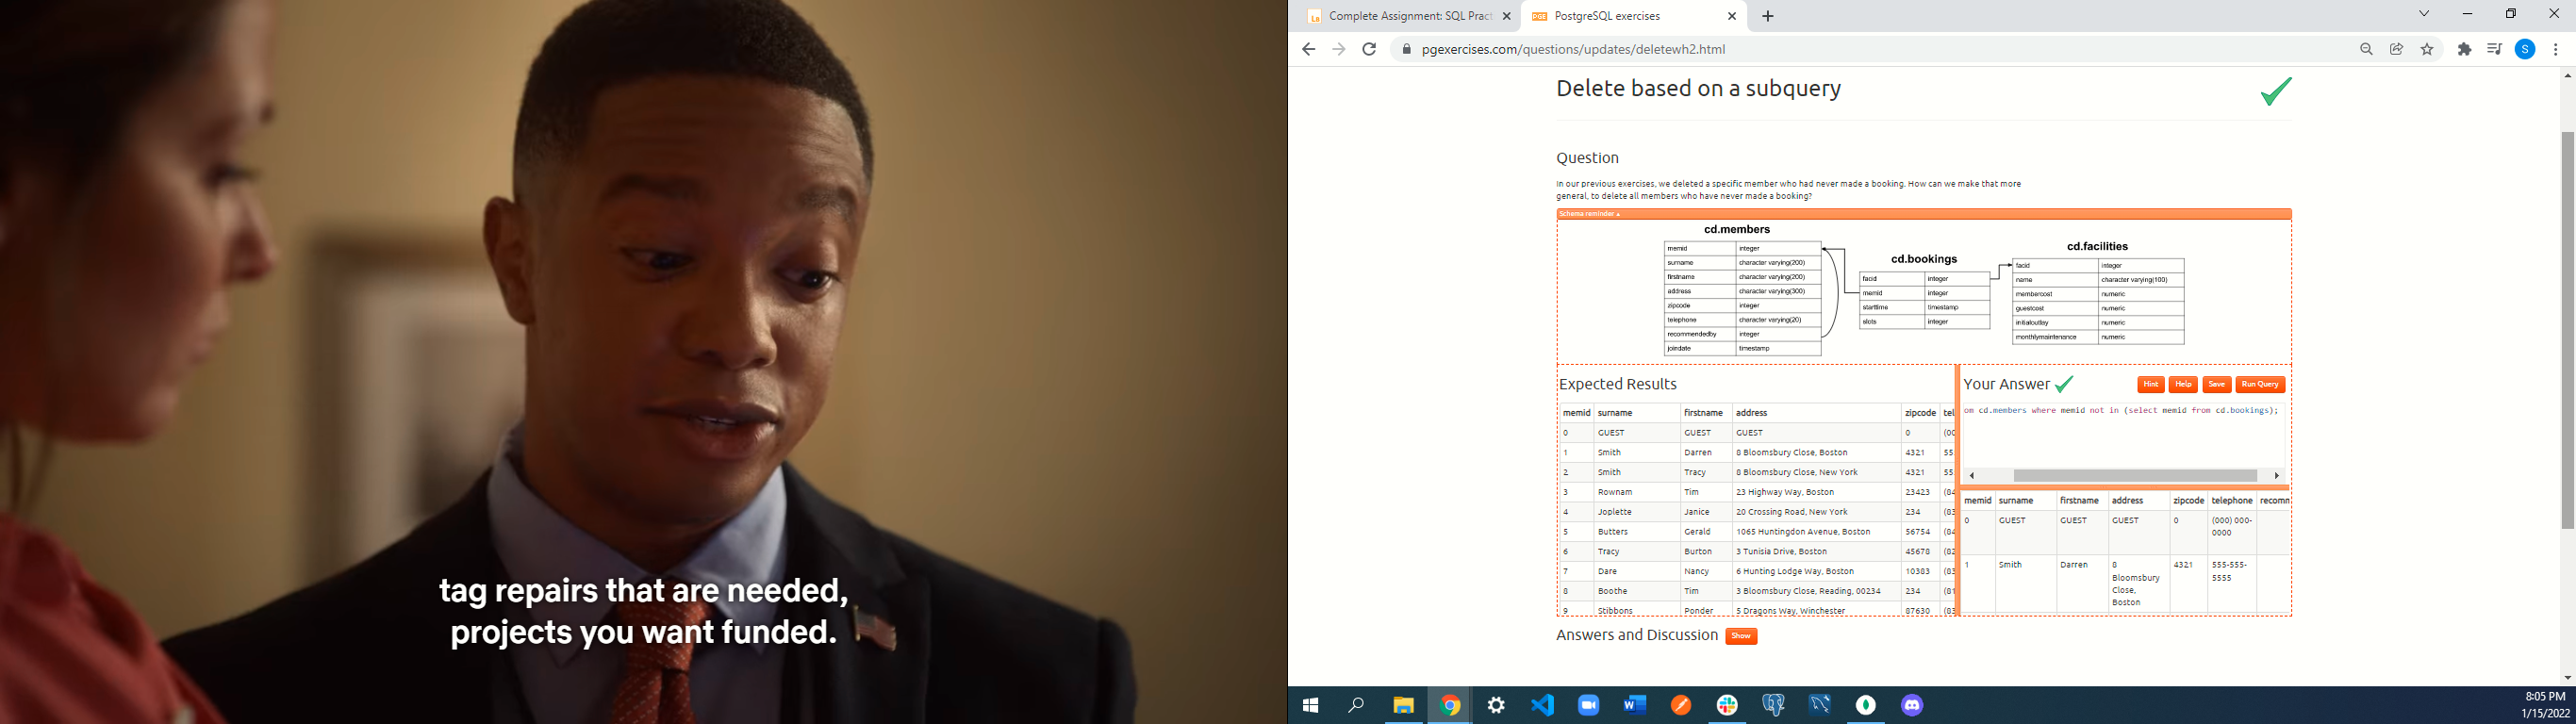 tag repairs that are needed,
projects you want funded.
Complete Assignment: SQL Pract
PostgreSQL exercises
pgexercises.com/questions/updates/deletewh2.html
S
Delete based on a subquery
Question
In our previous exercises, we deleted a specific member who had never made a booking. How can we make that more
general, to delete all members who have never made a booking?
Schema reminder
cd.members
memid integer
surname character varying(200)
firstname character varying(200)
address character varying(300)
zipcode integer
telephone character varying(20)
recommendedby integer
joindate timestamp
cd.bookings
facid integer
memid integer
starttime timestamp
slots integer
cd.facilities
facid integer
name character varying(100)
membercost numeric
guestcost numeric
initialoutlay numeric
monthlymaintenance numeric
Expected Results
memid surname firstname address zipcode tel
0 GUEST GUEST GUEST 0 (00
1 Smith Darren 8 Bloomsbury Close, Boston 4321 55
2 Smith Tracy 8 Bloomsbury Close, New York 4321 55
3 Rownam Tim 23 Highway Way, Boston 23423 (84
4 Joplette Janice 20 Crossing Road, New York 234 (83
5 Butters Gerald 1065 Huntingdon Avenue, Boston 56754 (84
6 Tracy Burton 3 Tunisia Drive, Boston 45678 (82
7 Dare Nancy 6 Hunting Lodge Way, Boston 10383 (83
8 Boothe Tim 3 Bloomsbury Close, Reading, 00234 234 (81
9 Stibbons Ponder 5 Dragons Way, Winchester 87630 (83
Your Answer
Hint Help Save Run Query
om cd.members where memid not in (select memid from cd.bookings);
memid surname firstname address zipcode telephone recomm
0 GUEST GUEST GUEST 0 (000) 000-
0000
1 Smith Darren 8 4321 555-555-
Bloomsbury 5555
Close,
Boston
Answers and Discussion Show
8:05 PM
1/15/2022